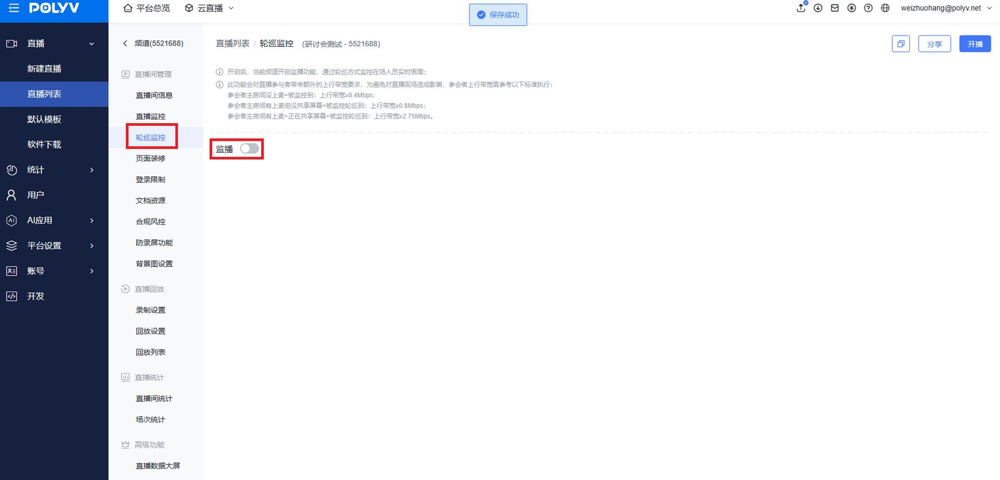 POLYV
平台总览
云直播
保存成功
weizhuohang@polyv.net
直播
新建直播
直播列表
默认模板
软件下载
统计
用户
AI应用
平台设置
账号
开发
频道(5521688)
直播间管理
直播间信息
直播监控
轮巡监控
页面装修
登录限制
文档资源
合规风控
防录屏功能
背景图设置
直播回放
录制设置
回放设置
回放列表
直播统计
直播间统计
场次统计
高级功能
直播数据大屏
直播列表 / 轮巡监控 (研讨会测试 - 5521688)
分享
开播
开启后，当前频道开启监播功能，通过轮巡方式监控在场人员实时画面；
此功能会对直播参与者带来额外的上行带宽要求，为避免对直播现场造成影响，参会者上行带宽需参考以下标准执行：
参会者主房间没上麦+被监控到：上行带宽≥0.4Mbps；
参会者主房间有上麦但没共享屏幕+被监控轮巡到：上行带宽≥0.8Mbps；
参会者主房间有上麦+正在共享屏幕+被监控轮巡到：上行带宽≥2.75Mbps。
监播